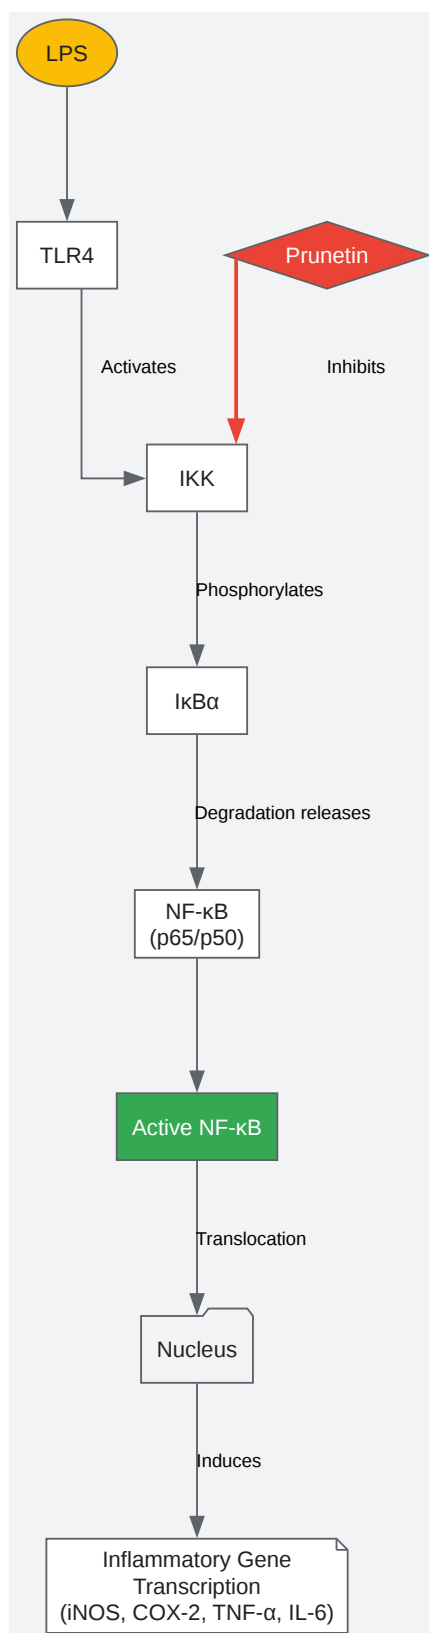 LPS
TLR4
Prunetin
Activates
Inhibits
IKK
Phosphorylates
IκBα
Degradation releases
NF-κB
(p65/p50)
Active NF-κB
Translocation
Nucleus
Induces
Inflammatory Gene
Transcription
(iNOS, COX-2, TNF-α, IL-6)